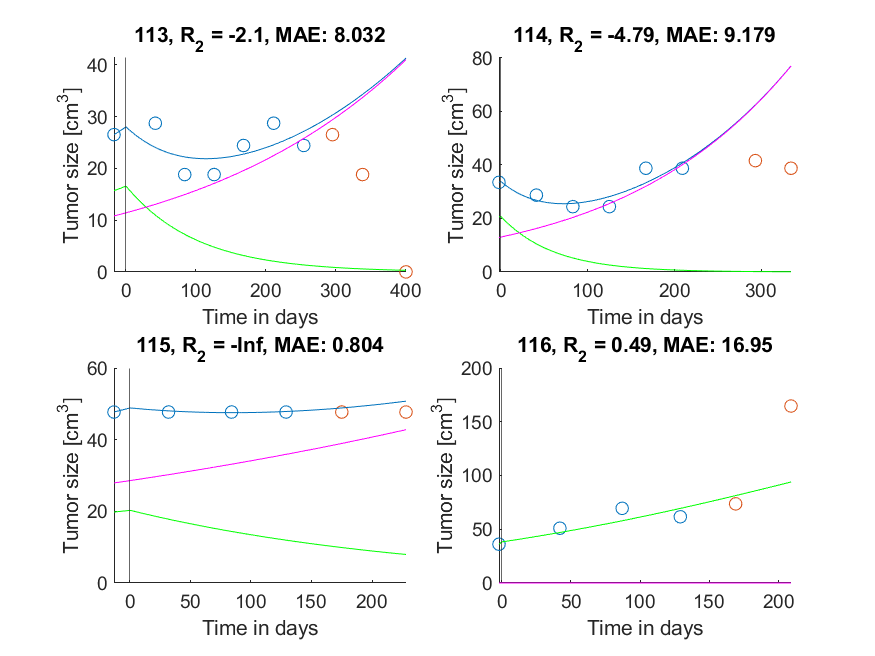 113, R2 = -2.1, MAE: 8.032
40
30
20
10
0
Tumor size [cm3]
0 100 200 300 400
Time in days
114, R2 = -4.79, MAE: 9.179
80
60
40
20
0
Tumor size [cm3]
0 100 200 300
Time in days
115, R2 = -Inf, MAE: 0.804
60
40
20
0
Tumor size [cm3]
0 50 100 150 200
Time in days
116, R2 = 0.49, MAE: 16.95
200
150
100
50
0
Tumor size [cm3]
0 50 100 150 200
Time in days